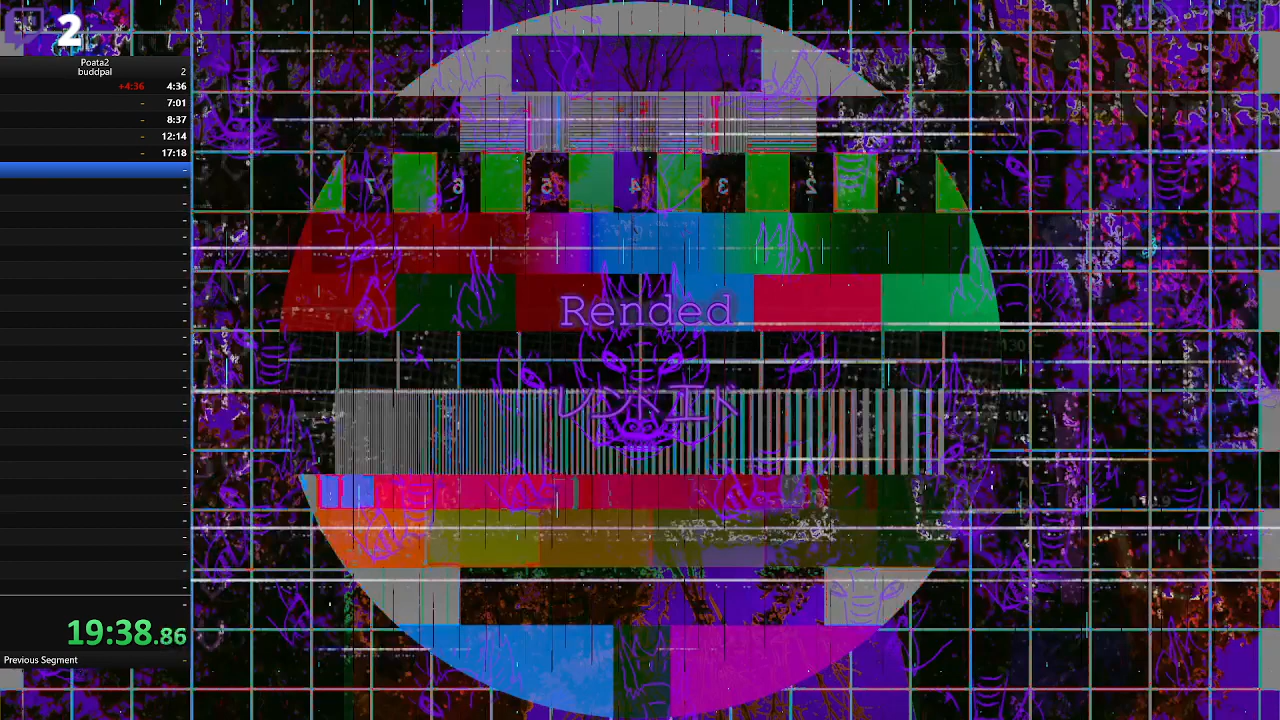 2
Poata2
buddpal 2
+4:36 4:36
- 7:01
- 8:37
- 12:14
- 17:18
7 6 5 4 3 2 1
Rended
130
19:38.86
Previous Segment -